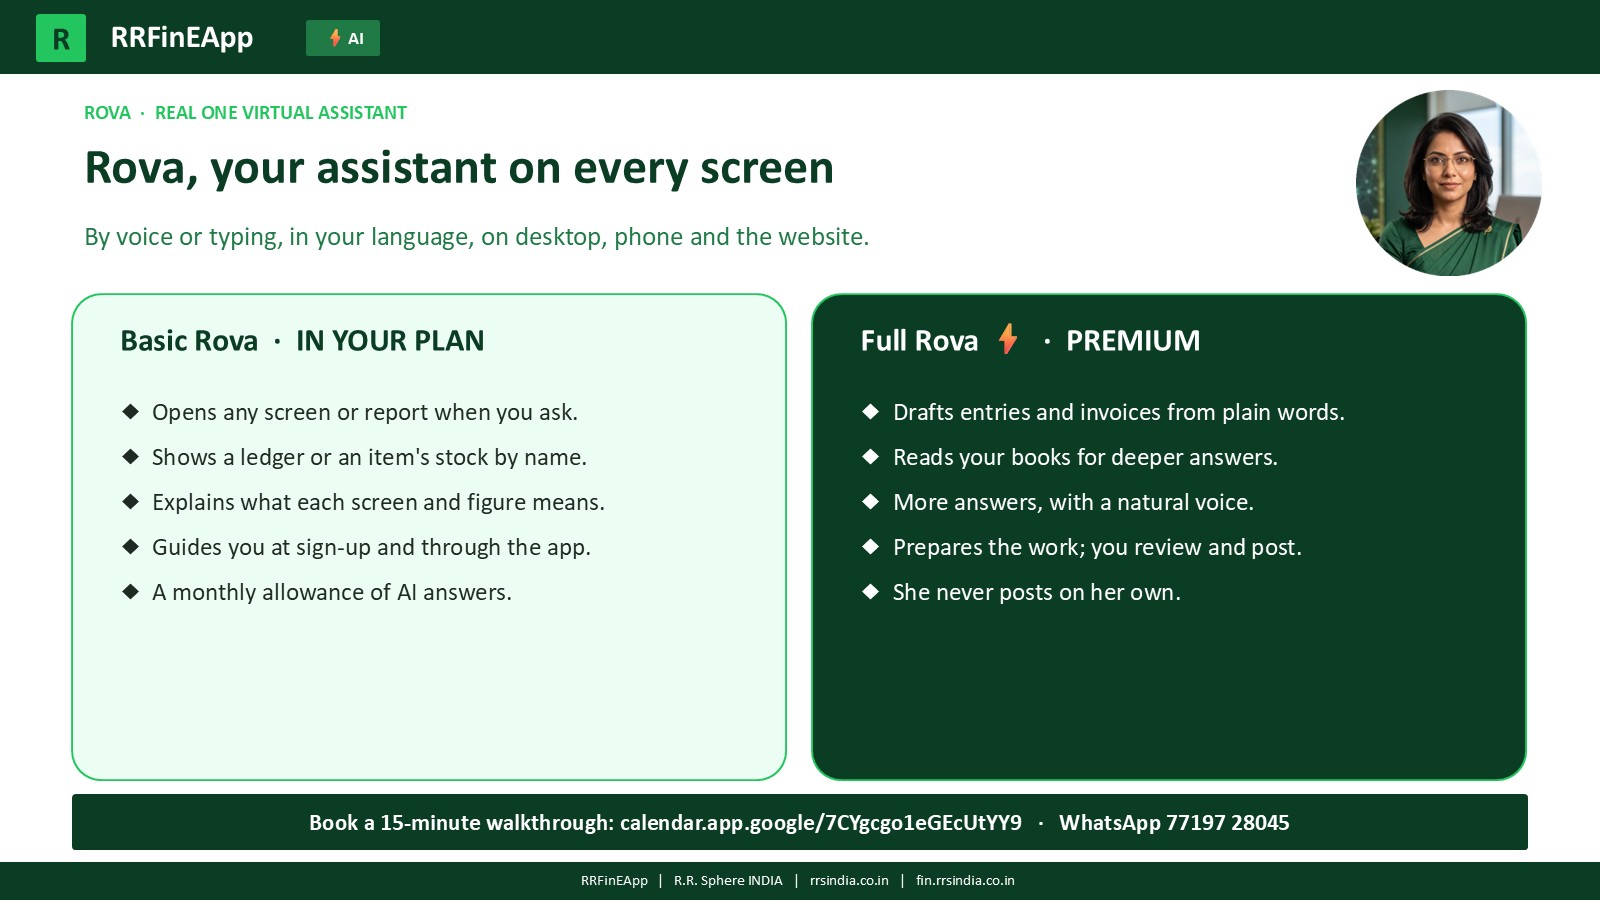 R RRFinEApp ⚡ AI
ROVA · REAL ONE VIRTUAL ASSISTANT
Rova, your assistant on every screen
By voice or typing, in your language, on desktop, phone and the website.
Basic Rova · IN YOUR PLAN
◆ Opens any screen or report when you ask.
◆ Shows a ledger or an item's stock by name.
◆ Explains what each screen and figure means.
◆ Guides you at sign-up and through the app.
◆ A monthly allowance of AI answers.
Full Rova ⚡ · PREMIUM
◆ Drafts entries and invoices from plain words.
◆ Reads your books for deeper answers.
◆ More answers, with a natural voice.
◆ Prepares the work; you review and post.
◆ She never posts on her own.
Book a 15-minute walkthrough: calendar.app.google/7CYgcgo1eGEcUtYY9 · WhatsApp 77197 28045
RRFinEApp | R.R. Sphere INDIA | rrsindia.co.in | fin.rrsindia.co.in